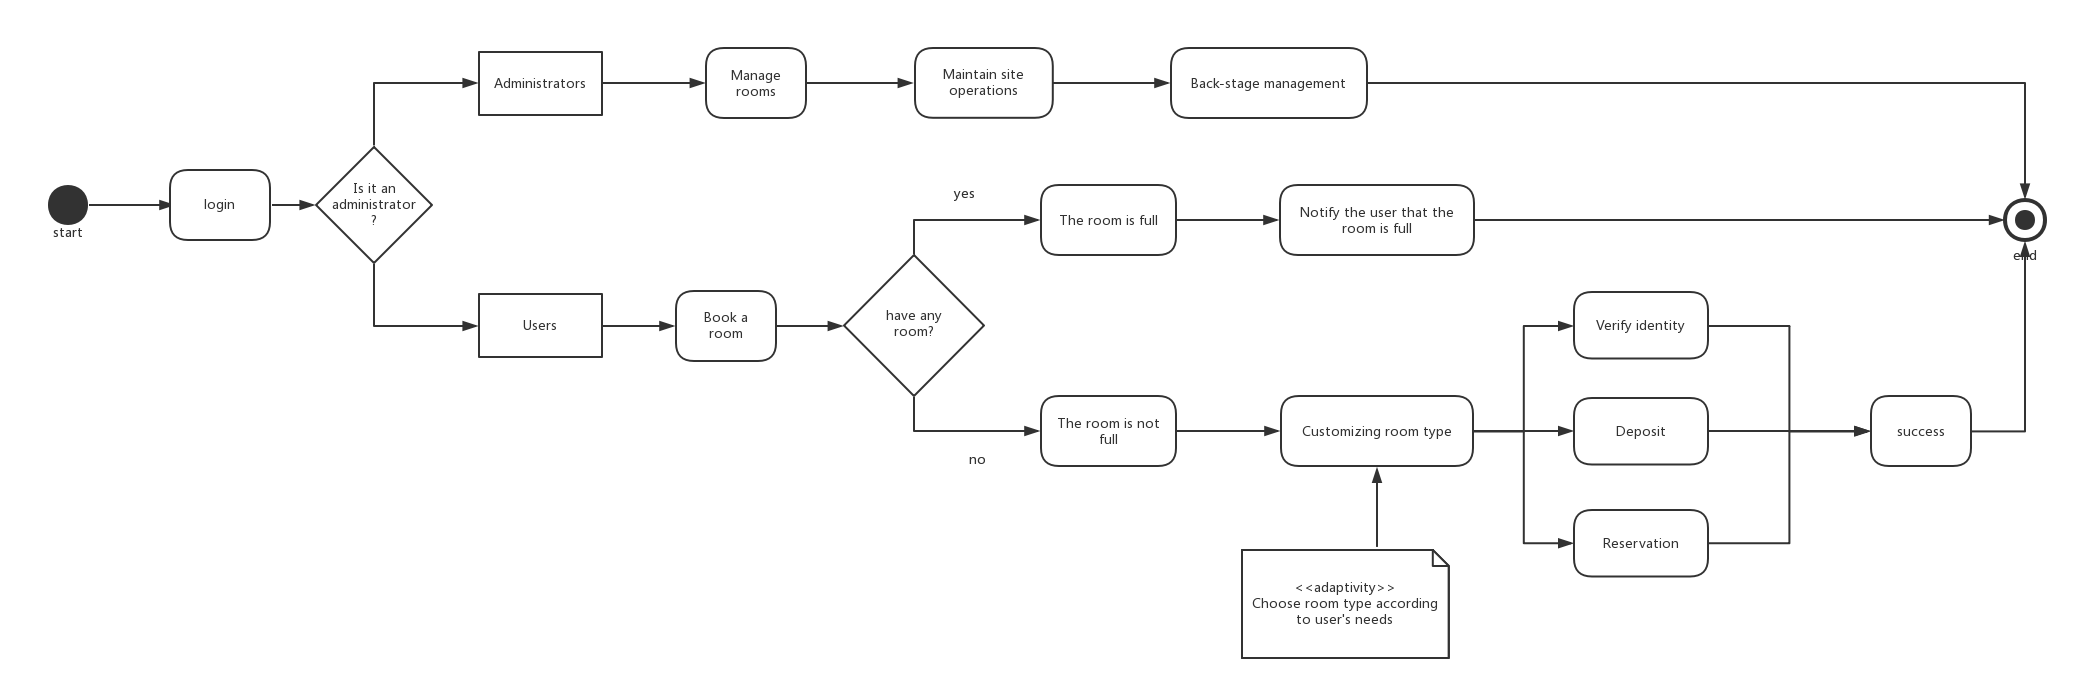 Administrators
Manage
rooms
Maintain site
operations
Back-stage management
start
login
Is it an
administrator
?
yes
The room is full
Notify the user that the
room is full
end
Users
Book a
room
have any
room?
Verify identity
The room is not
full
no
Customizing room type
Deposit
success
Reservation
<<adaptivity>>
Choose room type according
to user's needs